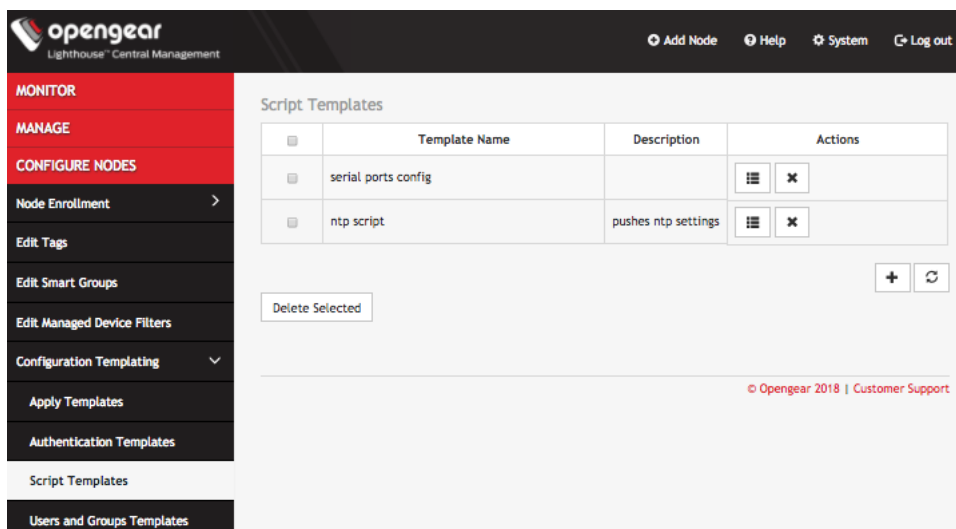 opengear
Lighthouse™ Central Management
Add Node Help System Log out
MONITOR
MANAGE
CONFIGURE NODES
Node Enrollment
Edit Tags
Edit Smart Groups
Edit Managed Device Filters
Configuration Templating
Apply Templates
Authentication Templates
Script Templates
Users and Groups Templates
Script Templates
Template Name Description Actions
serial ports config
ntp script pushes ntp settings
Delete Selected
© Opengear 2018 | Customer Support